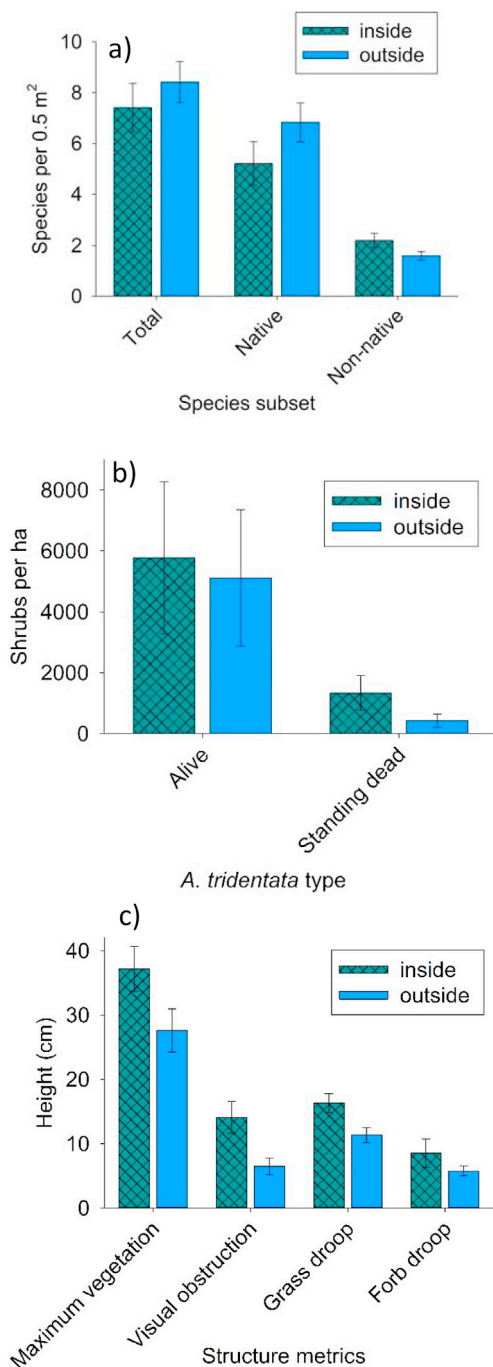 a)
inside
outside
10
8
6
4
2
0
Species per 0.5 m²
Total
Native
Non-native
Species subset
b)
inside
outside
8000
6000
4000
2000
0
Shrubs per ha
Alive
Standing dead
A. tridentata type
c)
inside
outside
40
30
20
10
0
Height (cm)
Maximum vegetation
Visual obstruction
Grass droop
Forb droop
Structure metrics